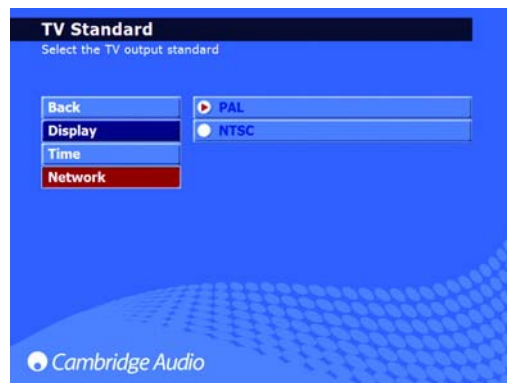 TV Standard
Select the TV output standard
Back
PAL
Display
NTSC
Time
Network
Cambridge Audio